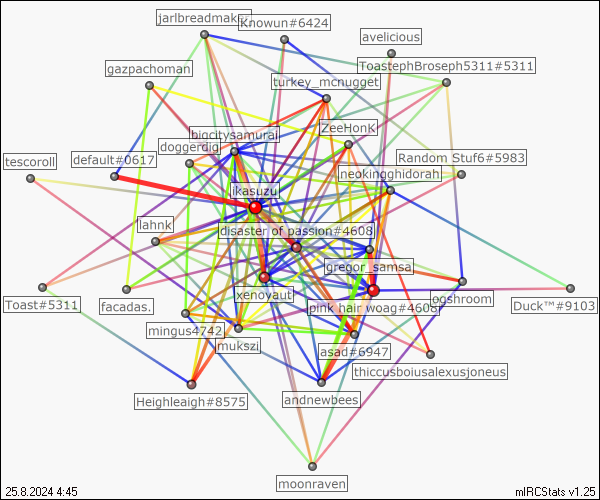 jarlbreadmake
Knowun#6424
avelicious
ToastephBroseph5311#5311
gazpachoman
turkey_mcnugget
ZeeHonk
bigcitysamurai
doggerdig
Random Stuf6#5983
tescoroll
default#0617
neokingghidorah
ikasuzu
lahnk
disaster of passion#4608
gregor_samsa
xenovaut
ogshroom
Toast#5311
facadas.
pink hair woag#4608
Duck™#9103
mingus4742
mukszi
asad#6947
thiccusboiusalexusjoneus
Heighleaigh#8575
andnewbees
moonraven
25.8.2024 4:45
mIRCStats v1.25